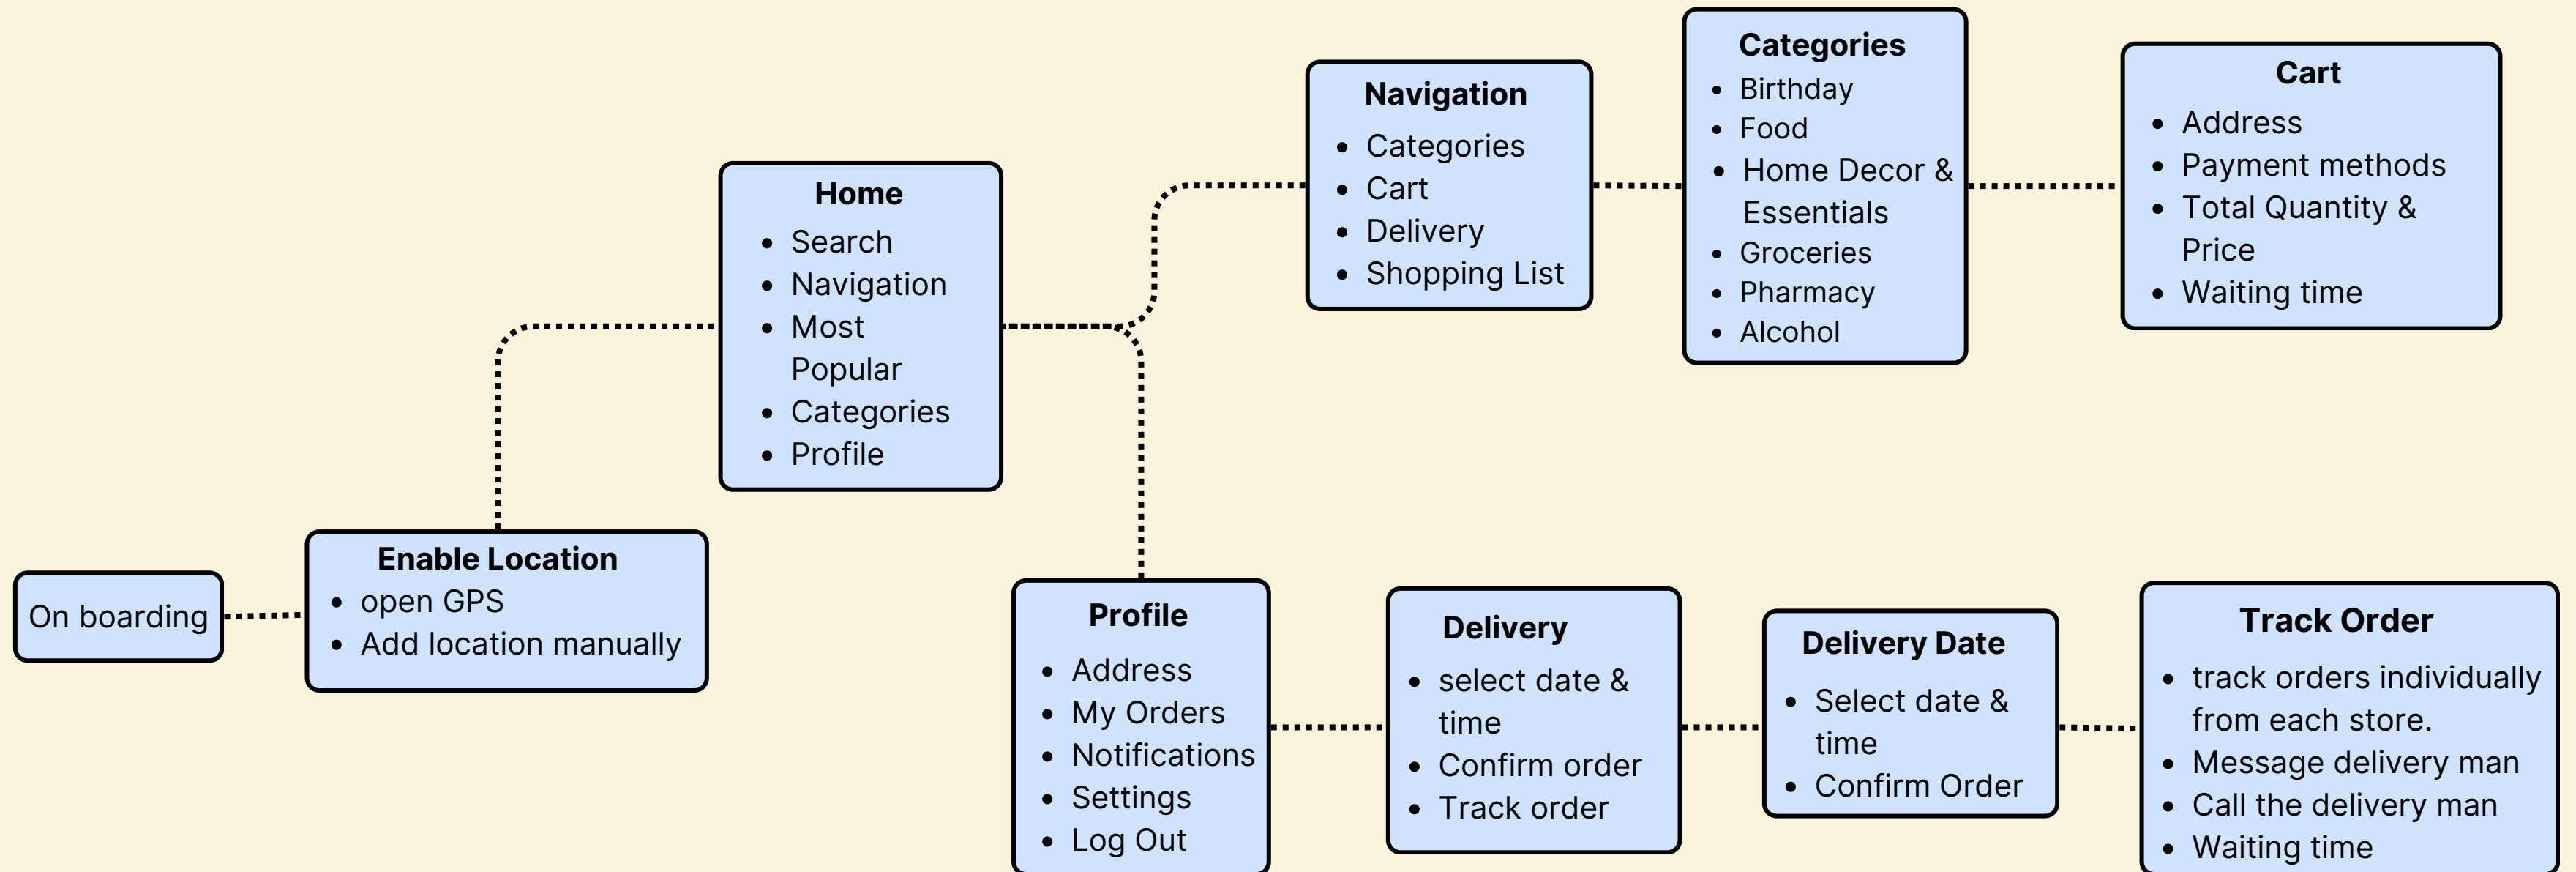 On boarding
Enable Location
open GPS
Add location manually
Home
Search
Navigation
Most
Popular
Categories
Profile
Navigation
Categories
Cart
Delivery
Shopping List
Categories
Birthday
Food
Home Decor &
Essentials
Groceries
Pharmacy
Alcohol
Cart
Address
Payment methods
Total Quantity &
Price
Waiting time
Profile
Address
My Orders
Notifications
Settings
Log Out
Delivery
select date &
time
Confirm order
Track order
Delivery Date
Select date &
time
Confirm Order
Track Order
track orders individually
from each store.
Message delivery man
Call the delivery man
Waiting time